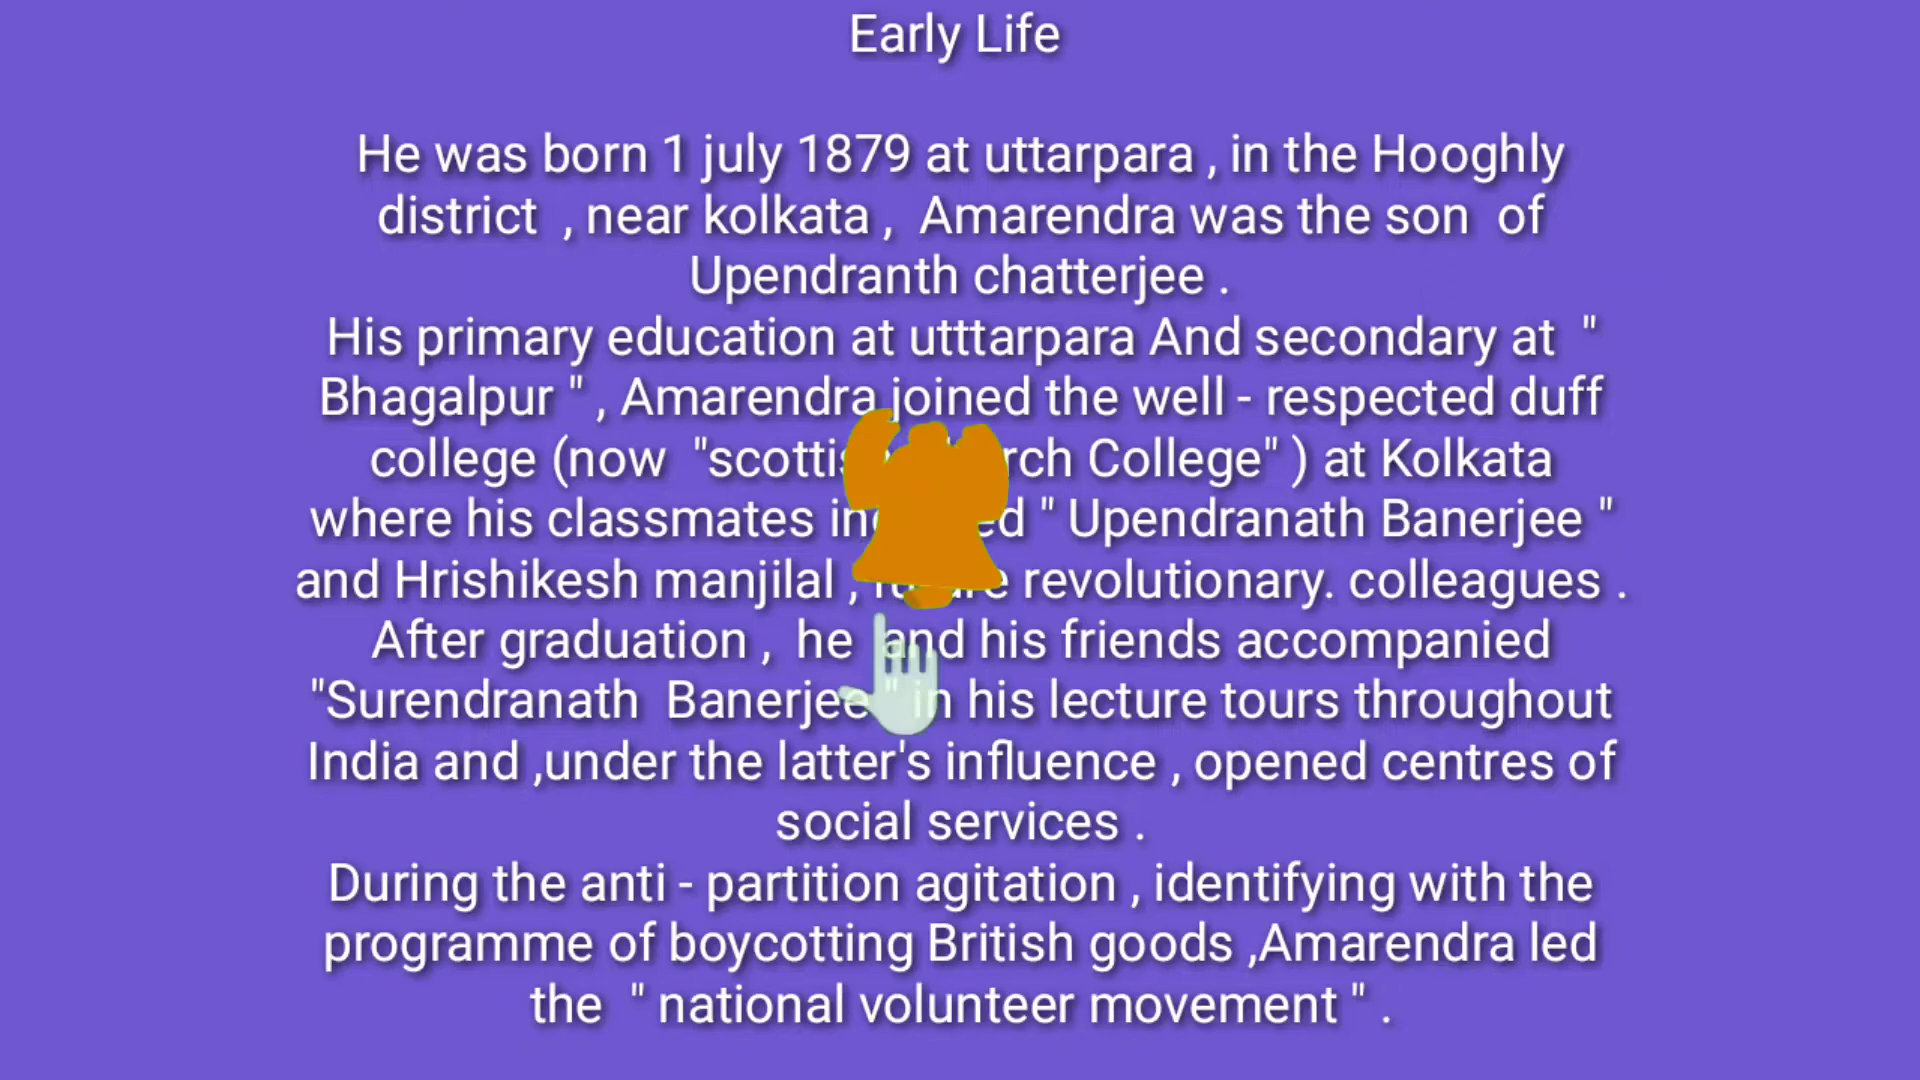 Early Life
He was born 1 july 1879 at uttarpara , in the Hooghly
district , near kolkata , Amarendra was the son of
Upendranth chatterjee .
His primary education at utttarpara And secondary at "
Bhagalpur " , Amarendra joined the well - respected duff
college (now College" ) at Kolkata
where his classmates " Upendranath Banerjee "
and Hrishikesh manjilal , revolutionary. colleagues .
After graduation , he and his friends accompanied
"Surendranath Banerjee " in his lecture tours throughout
India and ,under the latter's influence , opened centres of
social services .
During the anti - partition agitation , identifying with the
programme of boycotting British goods ,Amarendra led
the " national volunteer movement " .